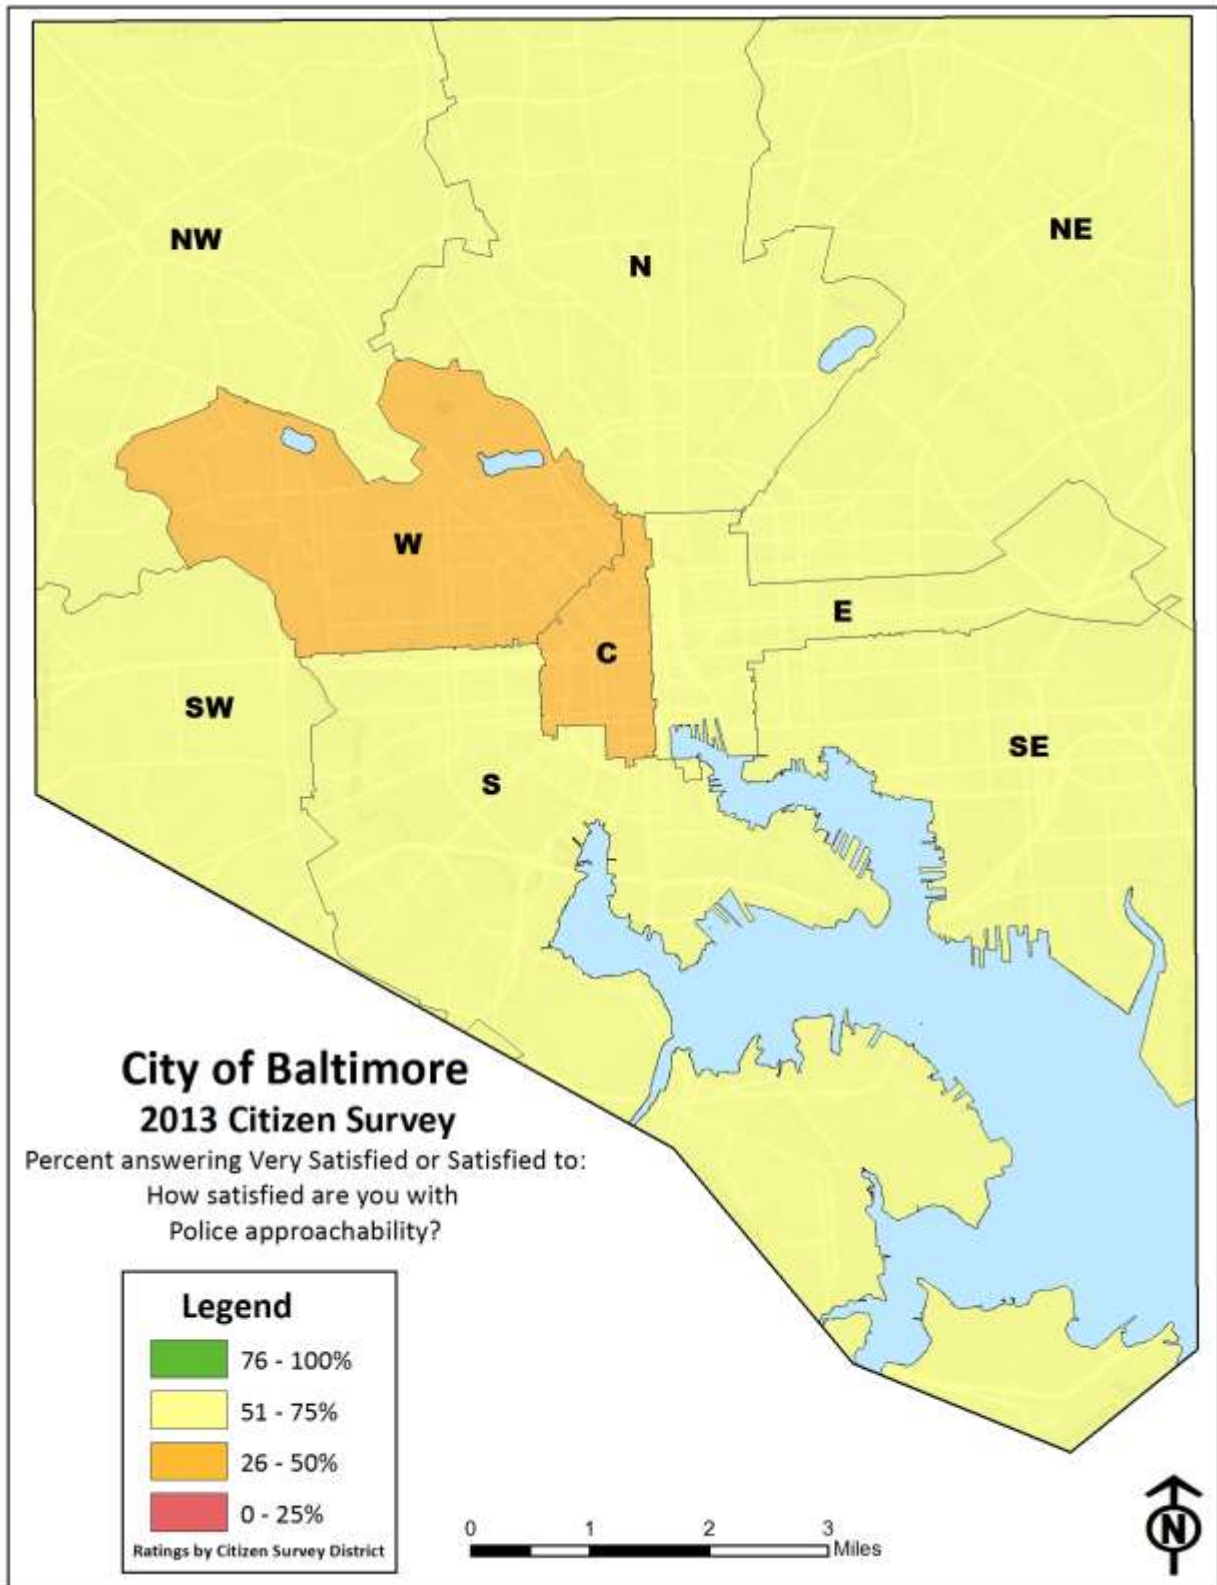 NW
N
NE
W
E
C
SW
SE
S
City of Baltimore
2013 Citizen Survey
Percent answering Very Satisfied or Satisfied to:
How satisfied are you with
Police approachability?
Legend
76 - 100%
51 - 75%
26 - 50%
0 - 25%
Ratings by Citizen Survey District
0 1 2 3
Miles
N